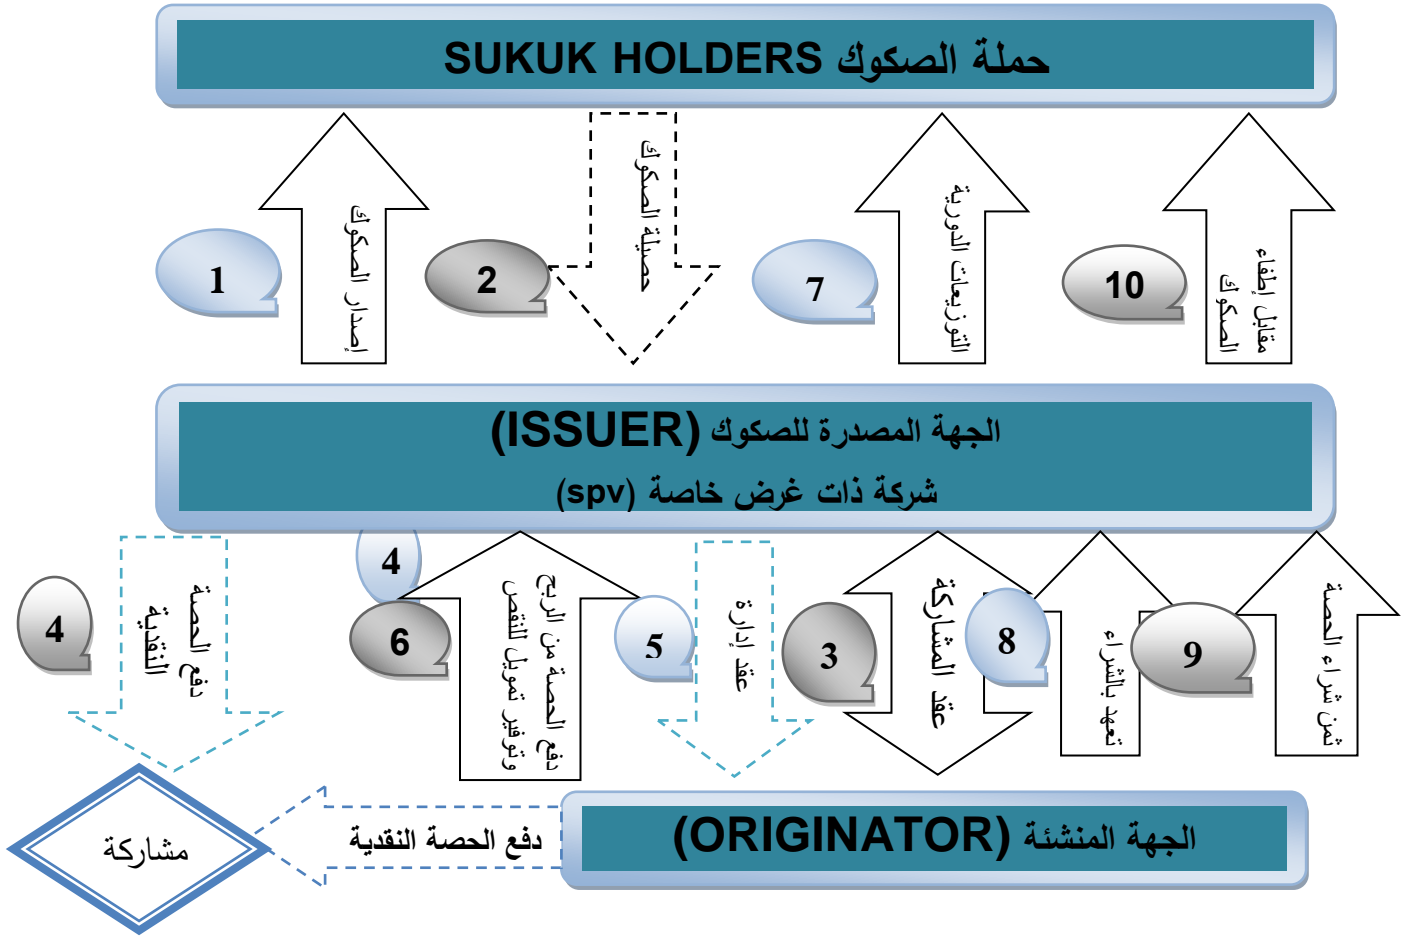 حملة الصكوك SUKUK HOLDERS
1
إصدار الصكوك
2
حصيلة الصكوك
7
التوزيعات الدورية
10
مقابل إطفاء
الصكوك
الجهة المصدرة للصكوك (ISSUER)
شركة ذات غرض خاصة (spv)
4
دفع الحصة
النقدية
4
6
دفع الحصة من الربح
وتوفير تمويل للنقص
5
عقد إدارة
3
عقد المشاركة
8
تعهد بالشراء
9
ثمن شراء الحصة
الجهة المنشئة (ORIGINATOR)
دفع الحصة النقدية
مشاركة